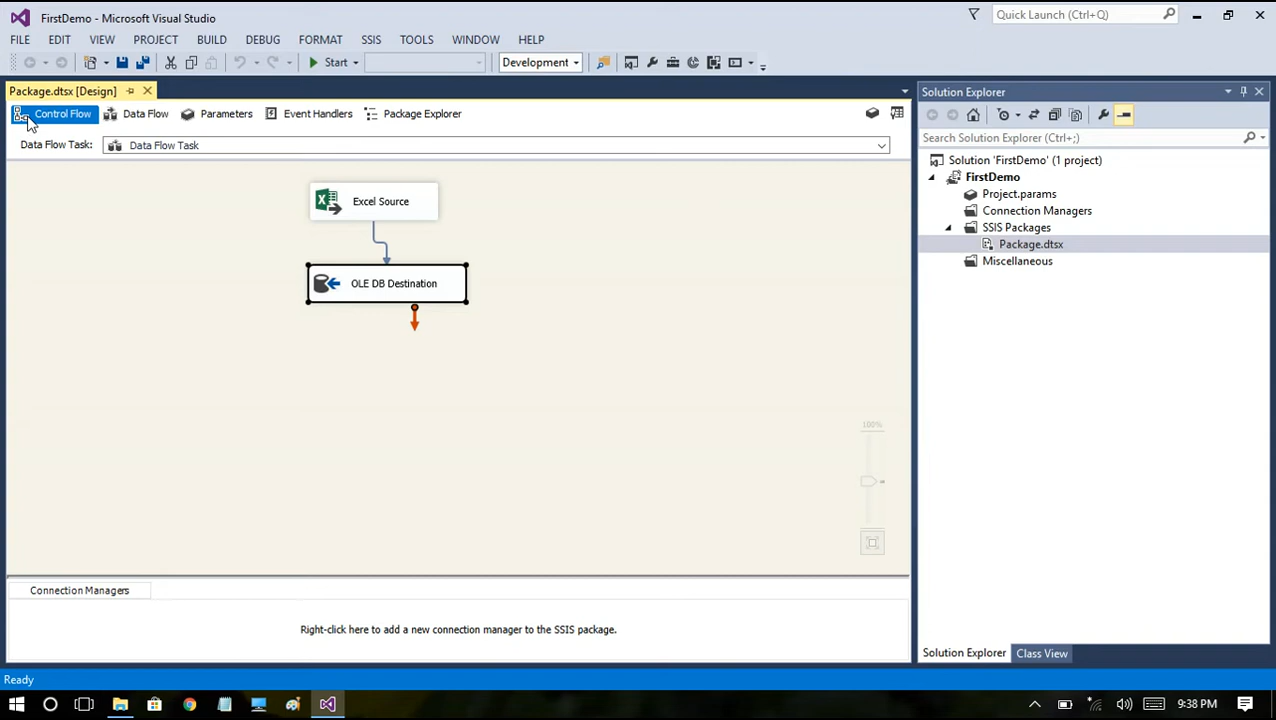 FirstDemo - Microsoft Visual Studio
Quick Launch (Ctrl+Q)
FILE EDIT VIEW PROJECT BUILD DEBUG FORMAT SSIS TOOLS WINDOW HELP
Start Development
Package.dtsx [Design]
Control Flow Data Flow Parameters Event Handlers Package Explorer
Data Flow Task: Data Flow Task
Excel Source
OLE DB Destination
100%
Connection Managers
Right-click here to add a new connection manager to the SSIS package.
Solution Explorer
Search Solution Explorer (Ctrl+;)
Solution 'FirstDemo' (1 project)
FirstDemo
Project.params
Connection Managers
SSIS Packages
Package.dtsx
Miscellaneous
Solution Explorer Class View
Ready
9:38 PM